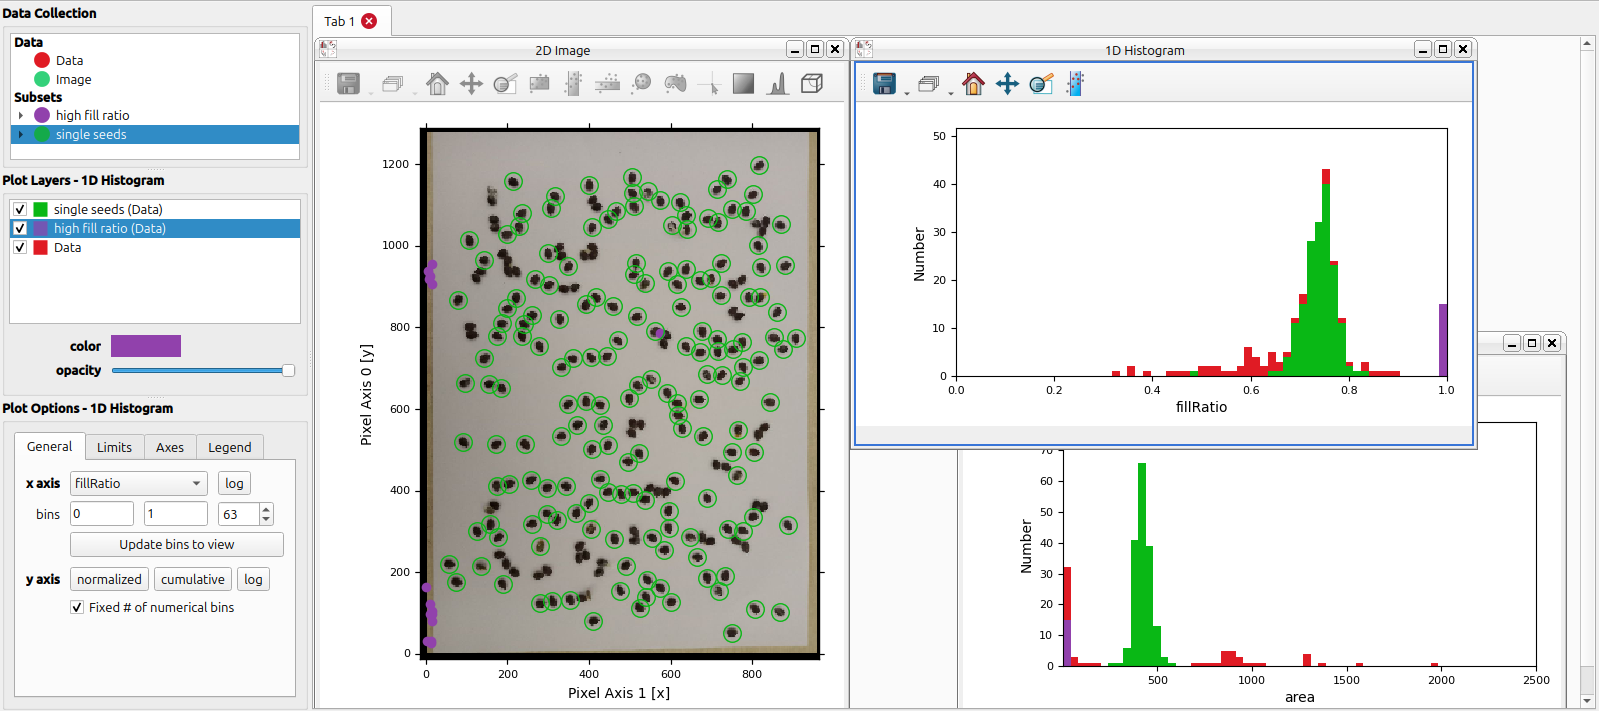 Data Collection
Data
Data
Image
Subsets
high fill ratio
single seeds
Plot Layers - 1D Histogram
single seeds (Data)
high fill ratio (Data)
Data
color
opacity
Plot Options - 1D Histogram
General Limits Axes Legend
x axis fillRatio log
bins 0 1 63
Update bins to view
y axis normalized cumulative log
Fixed # of numerical bins
Tab 1
2D Image
1200
1000
800
600
400
200
0
Pixel Axis 0 [y]
0 200 400 600 800
Pixel Axis 1 [x]
1D Histogram
50
40
30
20
10
0
Number
0.0 0.2 0.4 0.6 0.8 1.0
fillRatio
70
60
50
40
30
20
10
0
Number
500 1000 1500 2000 2500
area